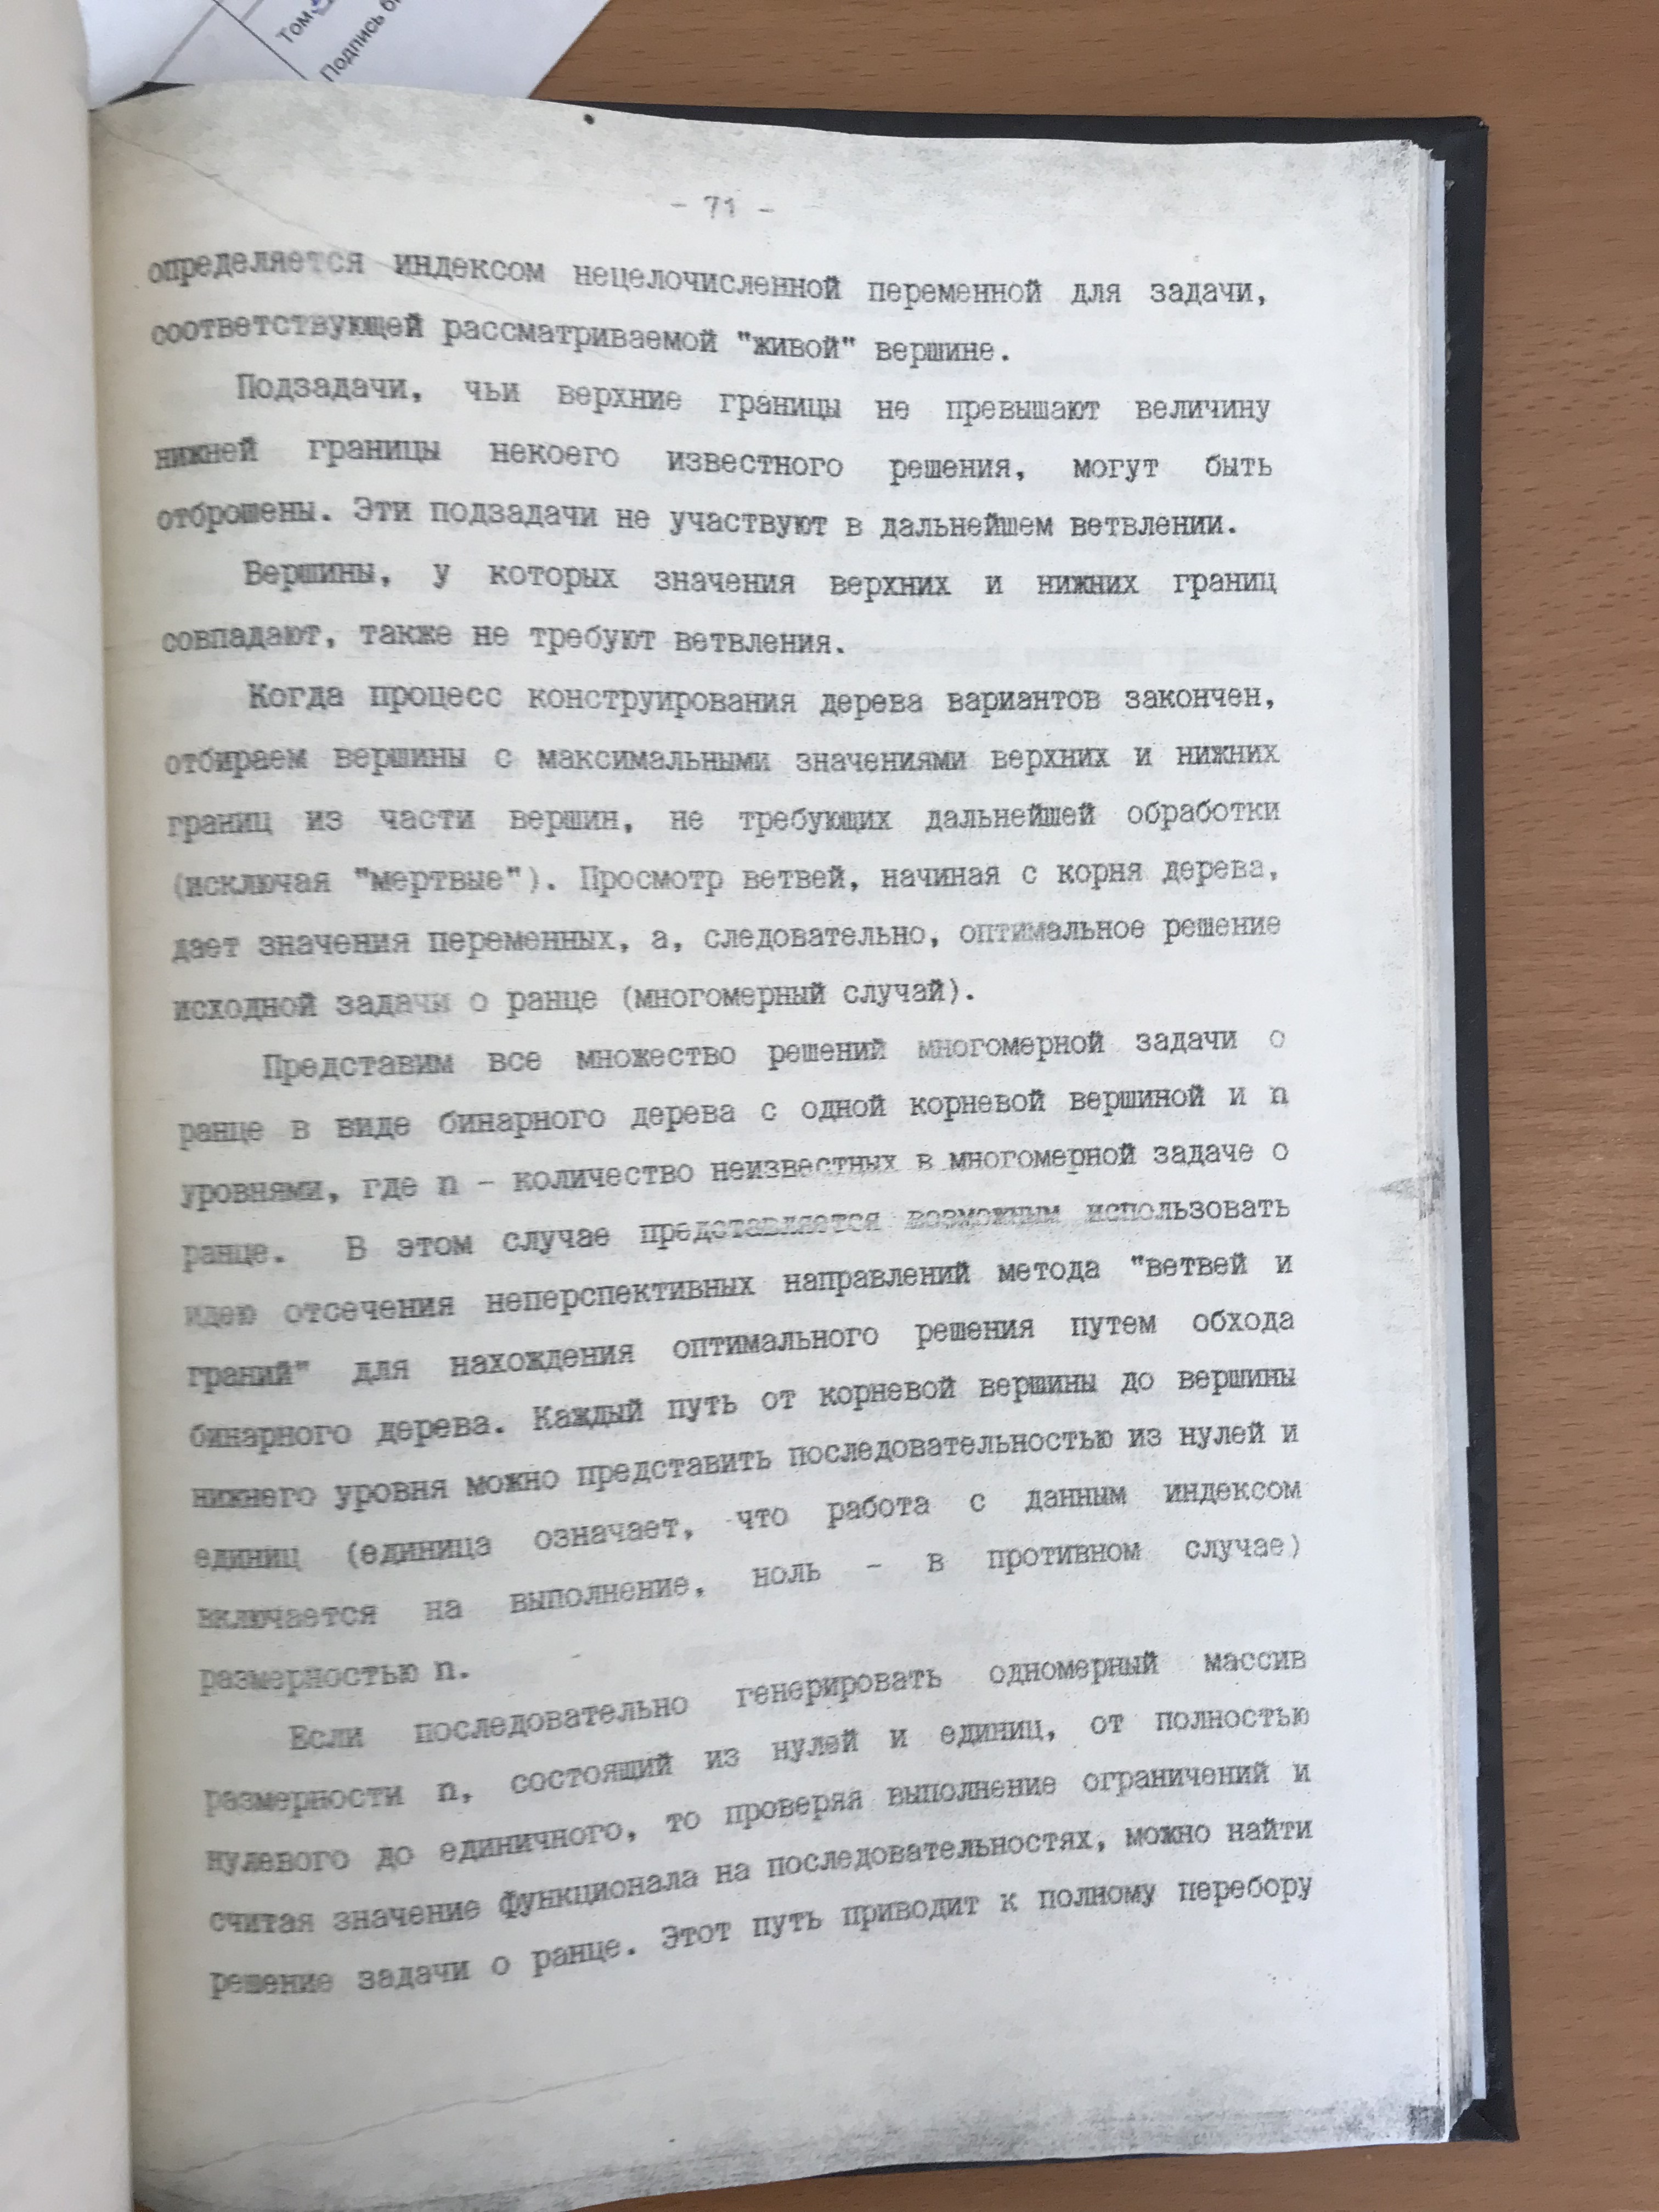 Том
Подпись
- 71 -
определяется индексом нецелочисленной переменной для задачи,
соответствующей рассматриваемой "живой" вершине.
Подзадачи, чьи верхние границы не превышают величину
нижней границы некоего известного решения, могут быть
отброшены. Эти подзадачи не участвуют в дальнейшем ветвлении.
Вершины, у которых значения верхних и нижних границ
совпадают, также не требуют ветвления.
Когда процесс конструирования дерева вариантов закончен,
отбираем вершины с максимальными значениями верхних и нижних
границ из части вершин, не требующих дальнейшей обработки
(исключая "мертвые"). Просмотр ветвей, начиная с корня дерева,
дает значения переменных, а, следовательно, оптимальное решение
исходной задачи о ранце (многомерный случай).
Представим все множество решений многомерной задачи о
ранце в виде бинарного дерева с одной корневой вершиной и n
уровнями, где n - количество неизвестных в многомерной задаче о
ранце. В этом случае представляется возможным использовать
идею отсечения неперспективных направлений метода "ветвей и
граний" для нахождения оптимального решения путем обхода
бинарного дерева. Каждый путь от корневой вершины до вершины
нижнего уровня можно представить последовательностью из нулей и
единиц (единица означает, что работа с данным индексом
включается на выполнение, ноль - в противном случае)
размерностью n.
Если последовательно генерировать одномерный массив
размерности n, состоящий из нулей и единиц, от полностью
нулевого до единичного, то проверяя выполнение ограничений и
считая значение функционала на последовательностях, можно найти
решение задачи о ранце. Этот путь приводит к полному перебору